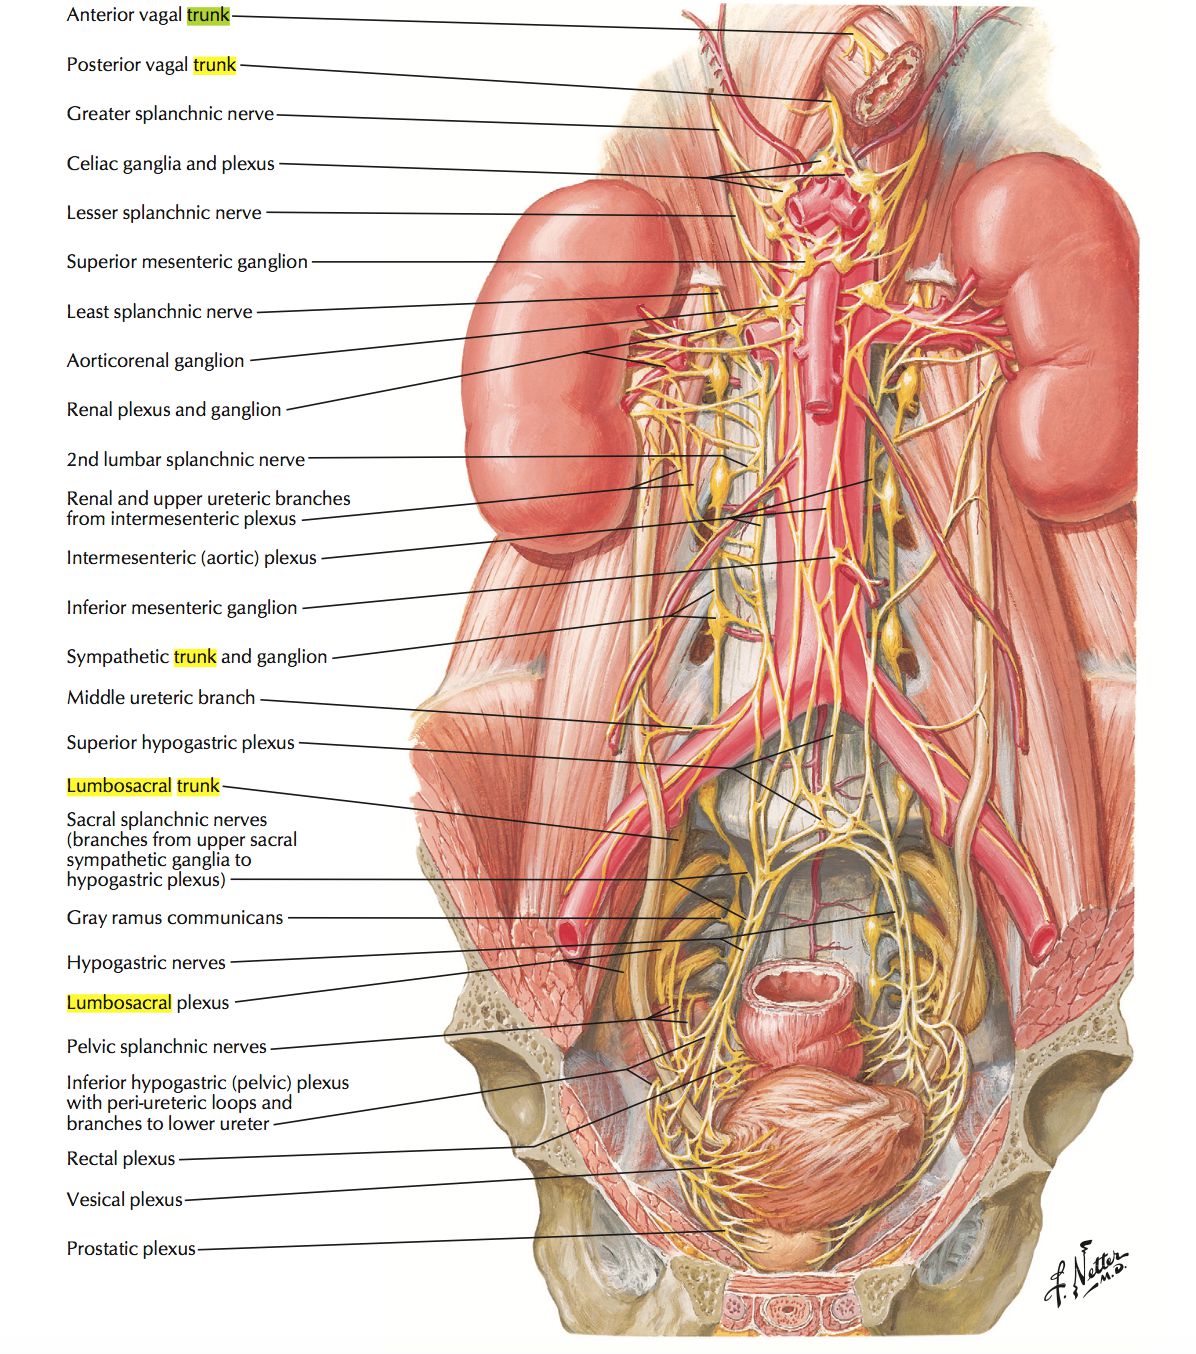 Anterior vagal trunk
Posterior vagal trunk
Greater splanchnic nerve
Celiac ganglia and plexus
Lesser splanchnic nerve
Superior mesenteric ganglion
Least splanchnic nerve
Aorticorenal ganglion
Renal plexus and ganglion
2nd lumbar splanchnic nerve
Renal and upper ureteric branches
from intermesenteric plexus
Intermesenteric (aortic) plexus
Inferior mesenteric ganglion
Sympathetic trunk and ganglion
Middle ureteric branch
Superior hypogastric plexus
Lumbosacral trunk
Sacral splanchnic nerves
(branches from upper sacral
sympathetic ganglia to
hypogastric plexus)
Gray ramus communicans
Hypogastric nerves
Lumbosacral plexus
Pelvic splanchnic nerves
Inferior hypogastric (pelvic) plexus
with peri-ureteric loops and
branches to lower ureter
Rectal plexus
Vesical plexus
Prostatic plexus
F. Netter
M.D.